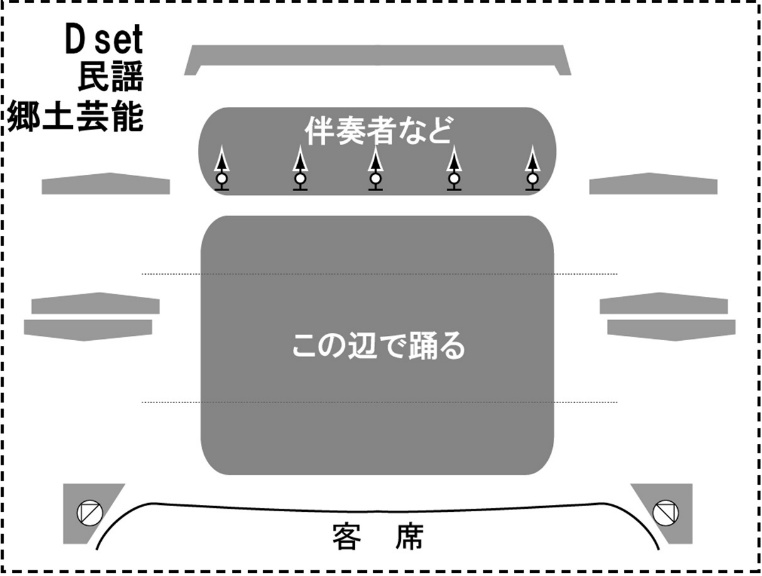 D set
民謡
郷土芸能
伴奏者など
この辺で踊る
客　席